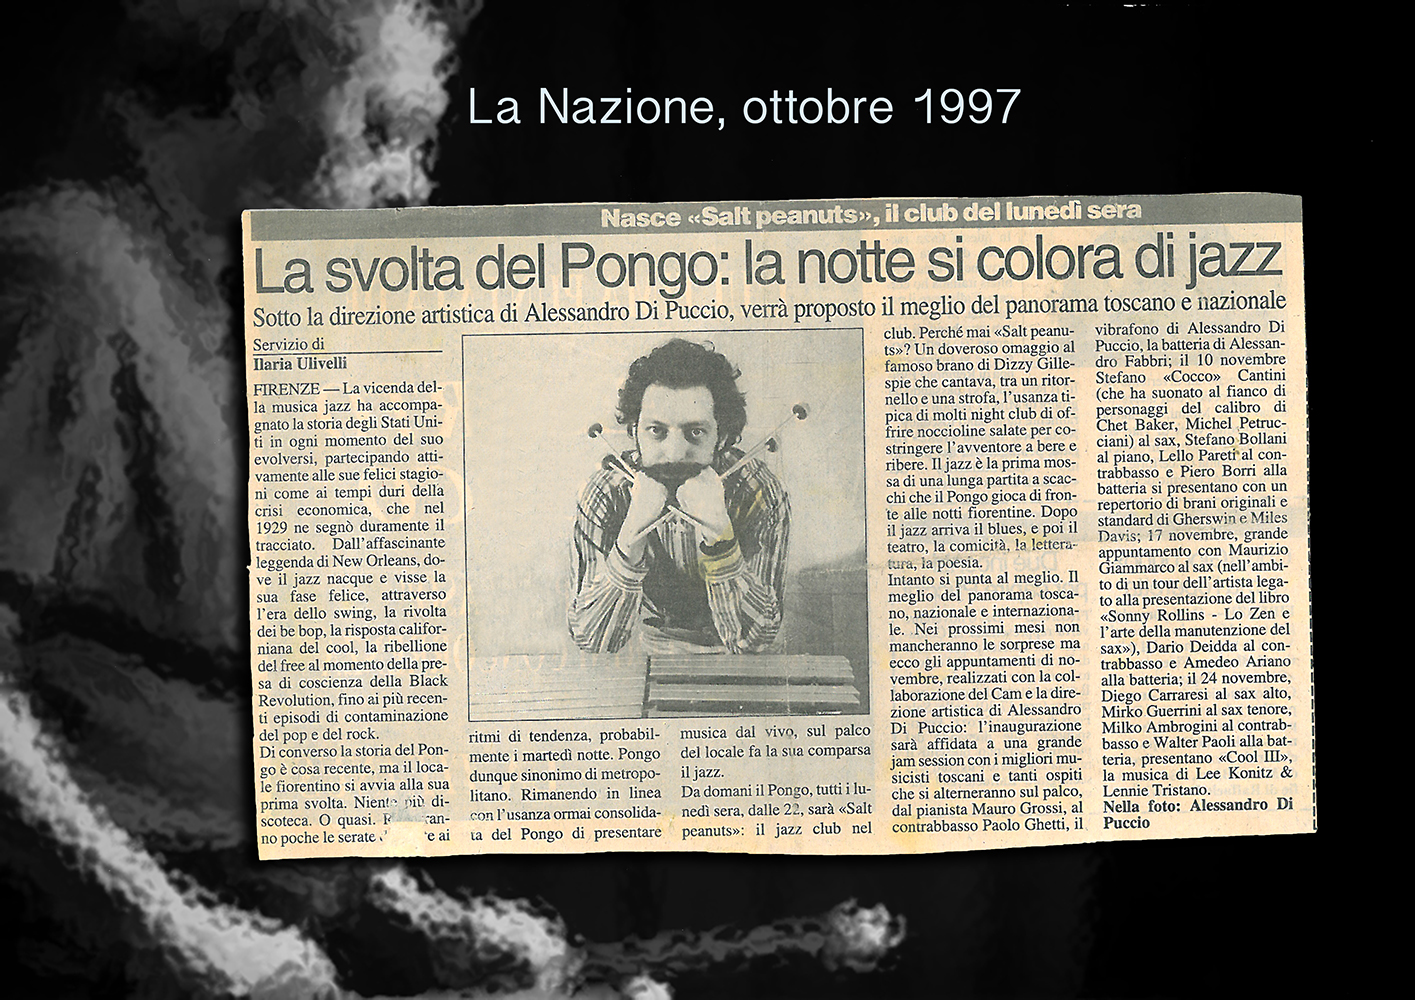 La Nazione, ottobre 1997
Nasce «Salt peanuts», il club del lunedì sera
La svolta del Pongo: la notte si colora di jazz
Sotto la direzione artistica di Alessandro Di Puccio, verrà proposto il meglio del panorama toscano e nazionale
Servizio di
Ilaria Ulivelli
FIRENZE — La vicenda del-
la musica jazz ha accompa-
gnato la storia degli Stati Uni-
ti in ogni momento del suo
evolversi, partecipando atti-
vamente alle sue felici stagio-
ni come ai tempi duri della
crisi economica, che nel
1929 ne segnò duramente il
tracciato. Dall'affascinante
leggenda di New Orleans, do-
ve il jazz nacque e visse la
sua fase felice, attraverso
l'era dello swing, la rivolta
dei be bop, la risposta califor-
niana del cool, la ribellione
del free al momento della pre-
sa di coscienza della Black
Revolution, fino ai più recen-
ti episodi di contaminazione
del pop e del rock.
Di converso la storia del Pon-
go è cosa recente, ma il loca-
le fiorentino si avvia alla sua
prima svolta. Niente più di-
scoteca. O quasi.
no poche le serate ai
ritmi di tendenza, probabil-
mente i martedì notte. Pongo
dunque sinonimo di metropo-
litano. Rimanendo in linea
con l'usanza ormai consolida-
ta del Pongo di presentare
musica dal vivo, sul palco
del locale fa la sua comparsa
il jazz.
Da domani il Pongo, tutti i lu-
nedì sera, dalle 22, sarà «Salt
peanuts»: il jazz club nel
club. Perché mai «Salt peanu-
ts»? Un doveroso omaggio al
famoso brano di Dizzy Gille-
spie che cantava, tra un ritor-
nello e una strofa, l'usanza ti-
pica di molti night club di of-
frire noccioline salate per co-
stringere l'avventore a bere e
ribere. Il jazz è la prima mos-
sa di una lunga partita a scac-
chi che il Pongo gioca di fron-
te alle notti fiorentine. Dopo
il jazz arriva il blues, e poi il
teatro, la comicità, la lettera-
tura, la poesia.
Intanto si punta al meglio. Il
meglio del panorama tosca-
no, nazionale e internaziona-
le. Nei prossimi mesi non
mancheranno le sorprese ma
ecco gli appuntamenti di no-
vembre, realizzati con la col-
laborazione del Cam e la dire-
zione artistica di Alessandro
Di Puccio: l'inaugurazione
sarà affidata a una grande
jam session con i migliori mu-
sicisti toscani e tanti ospiti
che si alterneranno sul palco,
dal pianista Mauro Grossi, al
contrabbasso Paolo Ghetti, il
vibrafono di Alessandro Di
Puccio, la batteria di Alessan-
dro Fabbri; il 10 novembre
Stefano «Cocco» Cantini
(che ha suonato al fianco di
personaggi del calibro di
Chet Baker, Michel Petruc-
ciani) al sax, Stefano Bollani
al piano, Lello Pareti al con-
trabbasso e Piero Borri alla
batteria si presentano con un
repertorio di brani originali e
standard di Gherswin e Miles
Davis; 17 novembre, grande
appuntamento con Maurizio
Giammarco al sax (nell'ambi-
to di un tour dell'artista lega-
to alla presentazione del libro
«Sonny Rollins - Lo Zen e
l'arte della manutenzione del
sax»), Dario Deidda al con-
trabbasso e Amedeo Ariano
alla batteria; il 24 novembre,
Diego Carraresi al sax alto,
Mirko Guerrini al sax tenore,
Milko Ambrogini al contrab-
basso e Walter Paoli alla bat-
teria, presentano «Cool III»,
la musica di Lee Konitz &
Lennie Tristano.
Nella foto: Alessandro Di
Puccio